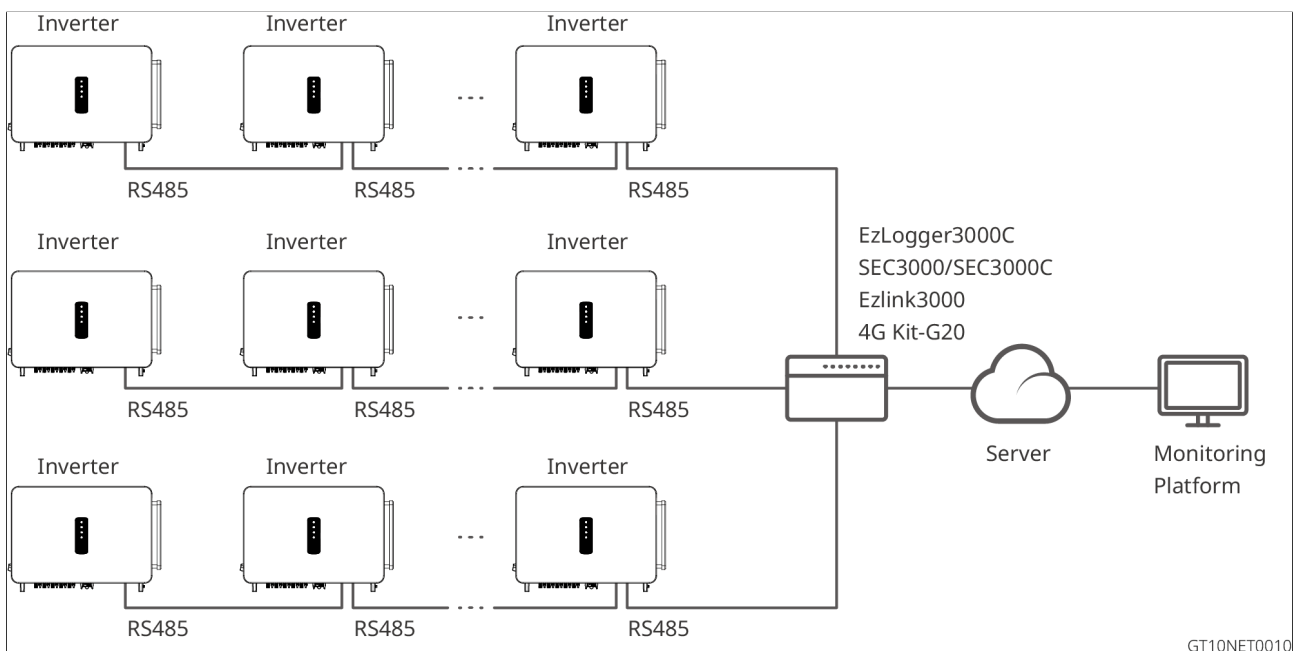 Inverter Inverter Inverter
RS485 RS485 RS485
Inverter Inverter Inverter
EzLogger3000C
SEC3000/SEC3000C
Ezlink3000
4G Kit-G20
RS485 RS485 RS485
Server
Monitoring
Platform
Inverter Inverter Inverter
RS485 RS485 RS485
GT10NET0010